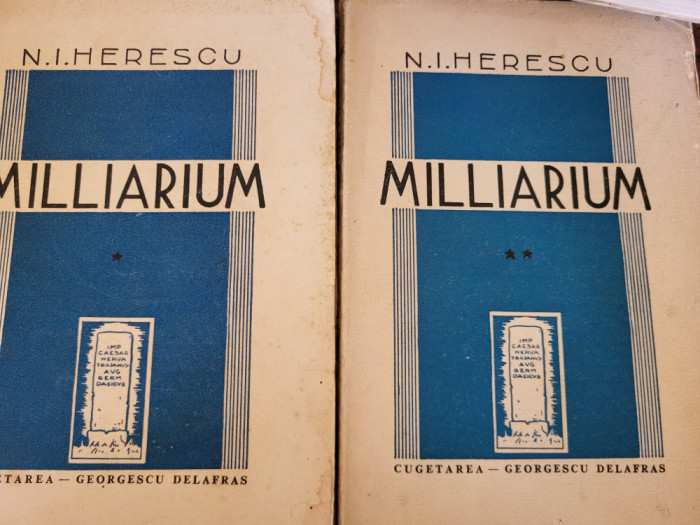 N.I.HERESCU
MILLIARIUM
*
IMP
CAESAR
NERVA
TRAIANVS
AVG
GERM
DACICVS
ETAREA — GEORGESCU DELAFRAS
N.I.HERESCU
MILLIARIUM
**
IMP
CAESAR
NERVA
TRAIANVS
AVG
GERM
DACICVS
CUGETAREA — GEORGESCU DELAFRAS